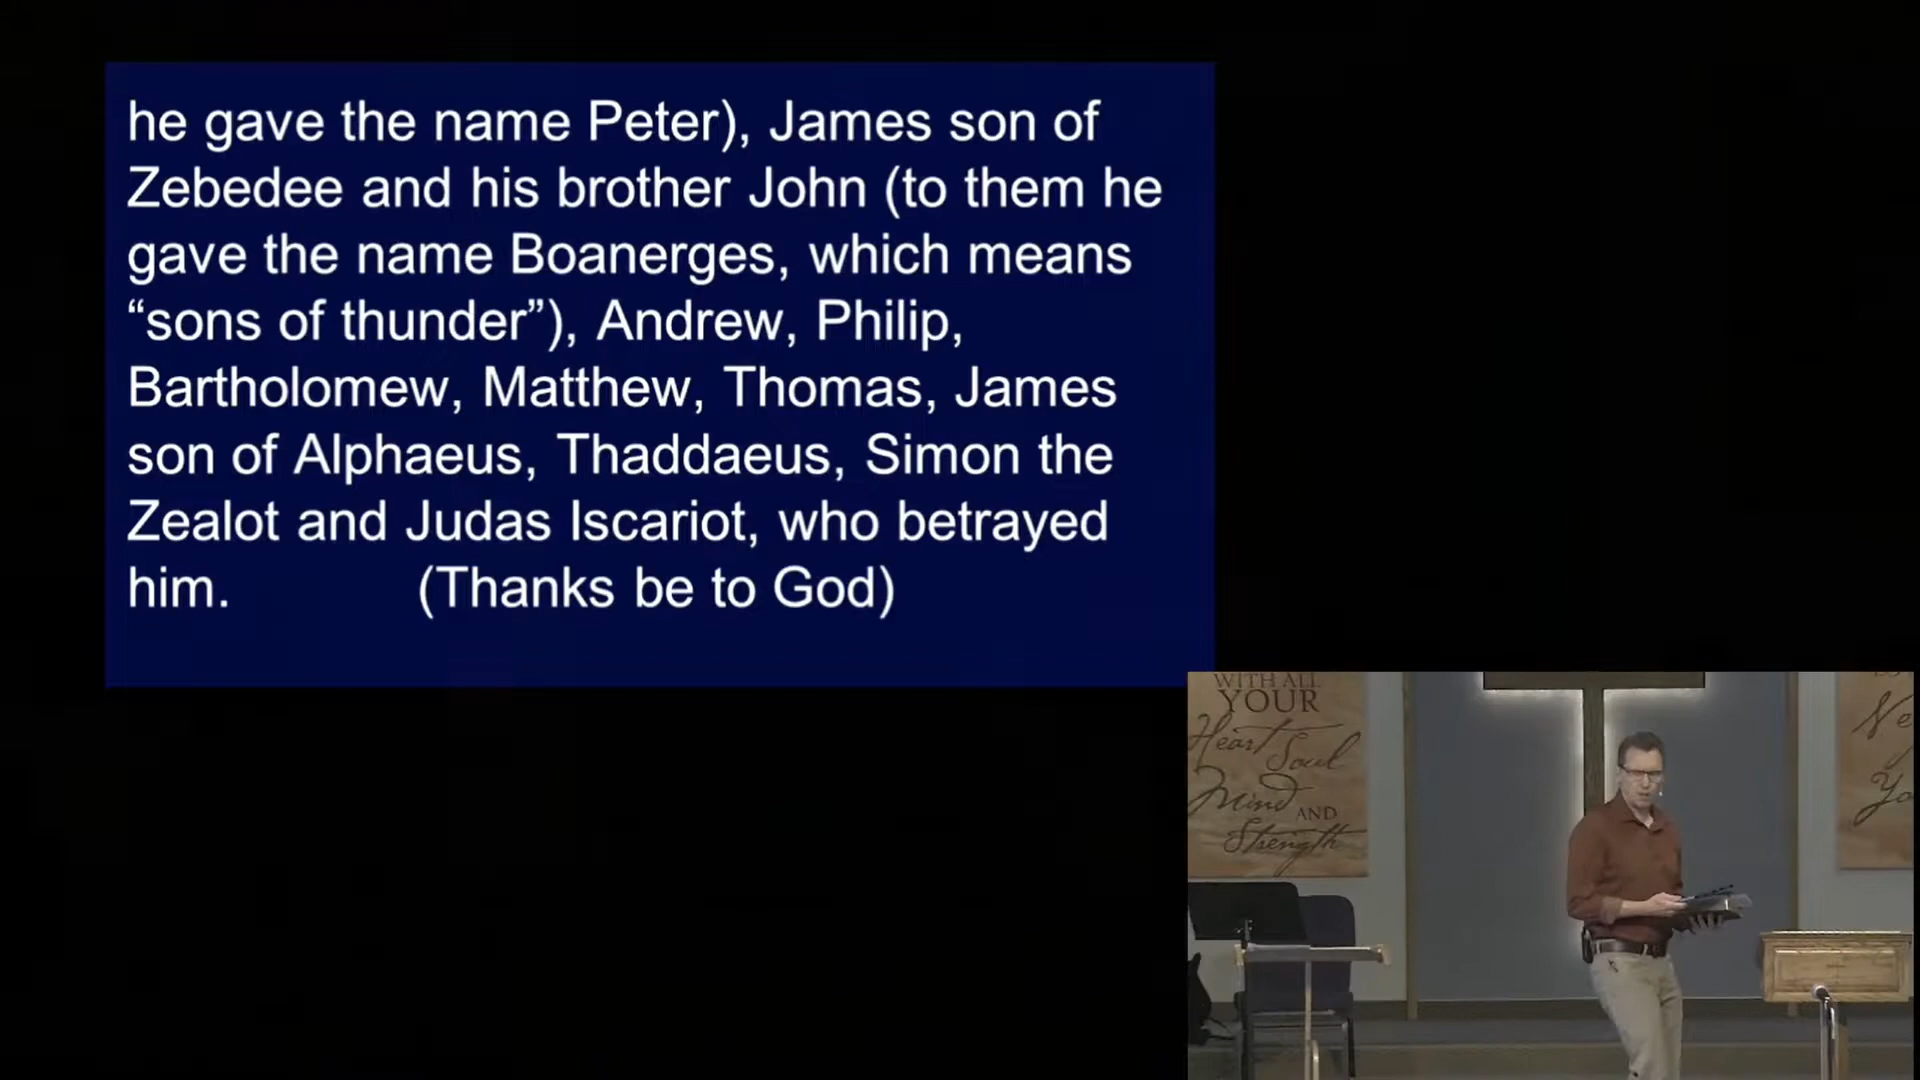 he gave the name Peter), James son of
Zebedee and his brother John (to them he
gave the name Boanerges, which means
“sons of thunder”), Andrew, Philip,
Bartholomew, Matthew, Thomas, James
son of Alphaeus, Thaddaeus, Simon the
Zealot and Judas Iscariot, who betrayed
him. (Thanks be to God)
WITH ALL
YOUR
Heart
Soul
Mind
AND
Strength